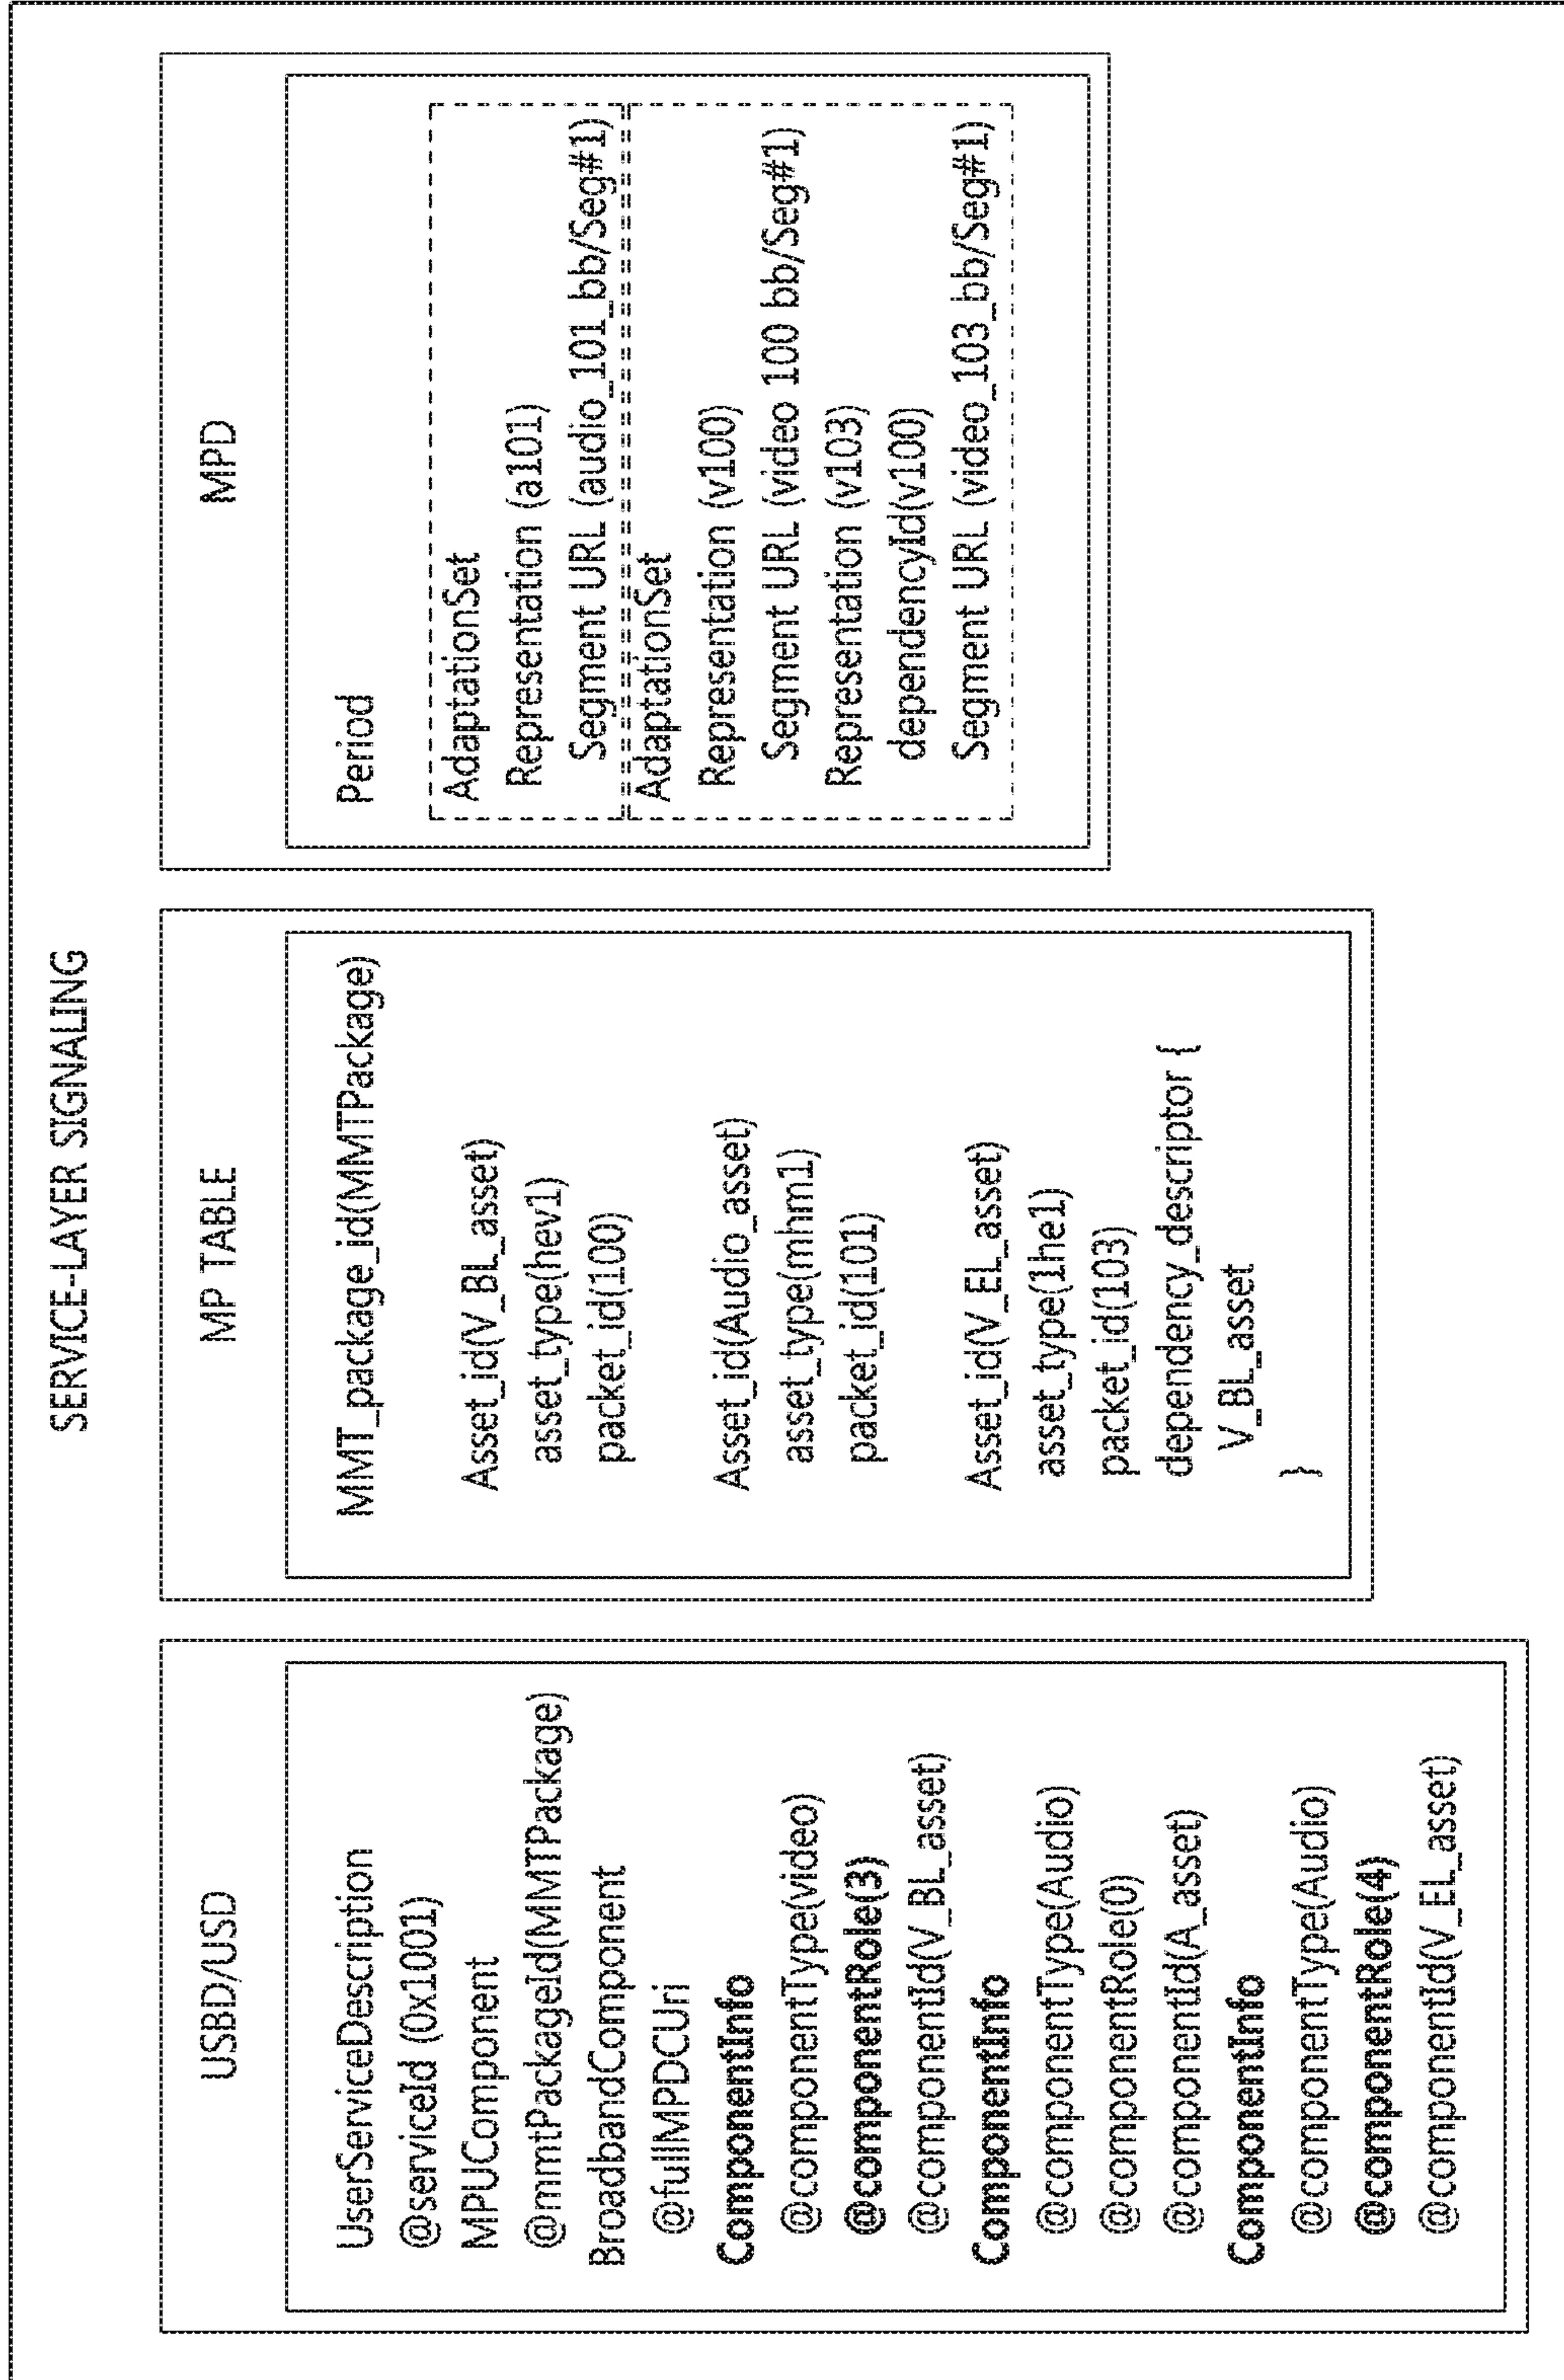 SERVICE-LAYER SIGNALING
USBD/USD
UserServiceDescription
@serviceId (0x1001)
MPUComponent
@mmtPackageId(MMTPackage)
BroadbandComponent
@fullMPDCUri
ComponentInfo
@componentType(video)
@componentRole(3)
@componentId(V_BL_asset)
ComponentInfo
@componentType(Audio)
@componentRole(0)
@componentId(A_asset)
ComponentInfo
@componentType(Audio)
@componentRole(4)
@componentId(V_EL_asset)
MP TABLE
MMT_package_id(MMTPackage)
Asset_id(V_BL_asset)
asset_type(hev1)
packet_id(100)
Asset_id(Audio_asset)
asset_type(mhm1)
packet_id(101)
Asset_id(V_EL_asset)
asset_type(1he1)
packet_id(103)
dependency_descriptor {
V_BL_asset
}
MPD
Period
AdaptationSet
Representation (a101)
Segment URL (audio_101_bb/Seg#1)
AdaptationSet
Representation (v100)
Segment URL (video 100 bb/Seg#1)
Representation (v103)
dependencyId(v100)
Segment URL (video_103_bb/Seg#1)